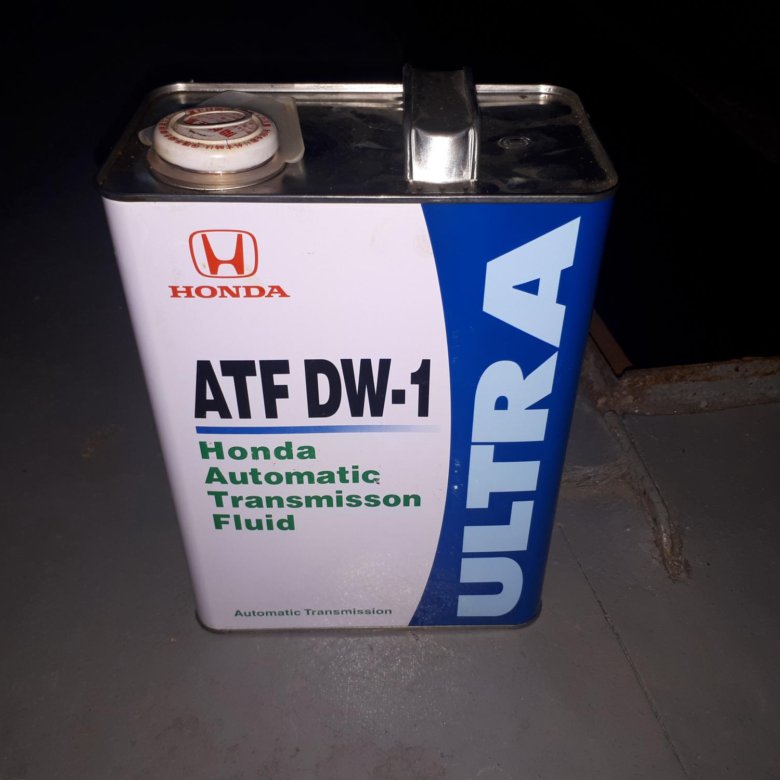 HONDA
ATF DW-1
Honda
Automatic
Transmisson
Fluid
Automatic Transmission
ULTRA